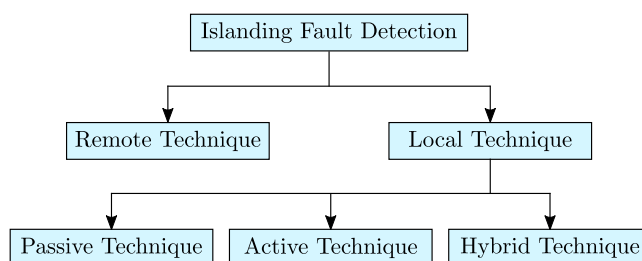 Islanding Fault Detection
Remote Technique
Local Technique
Passive Technique
Active Technique
Hybrid Technique